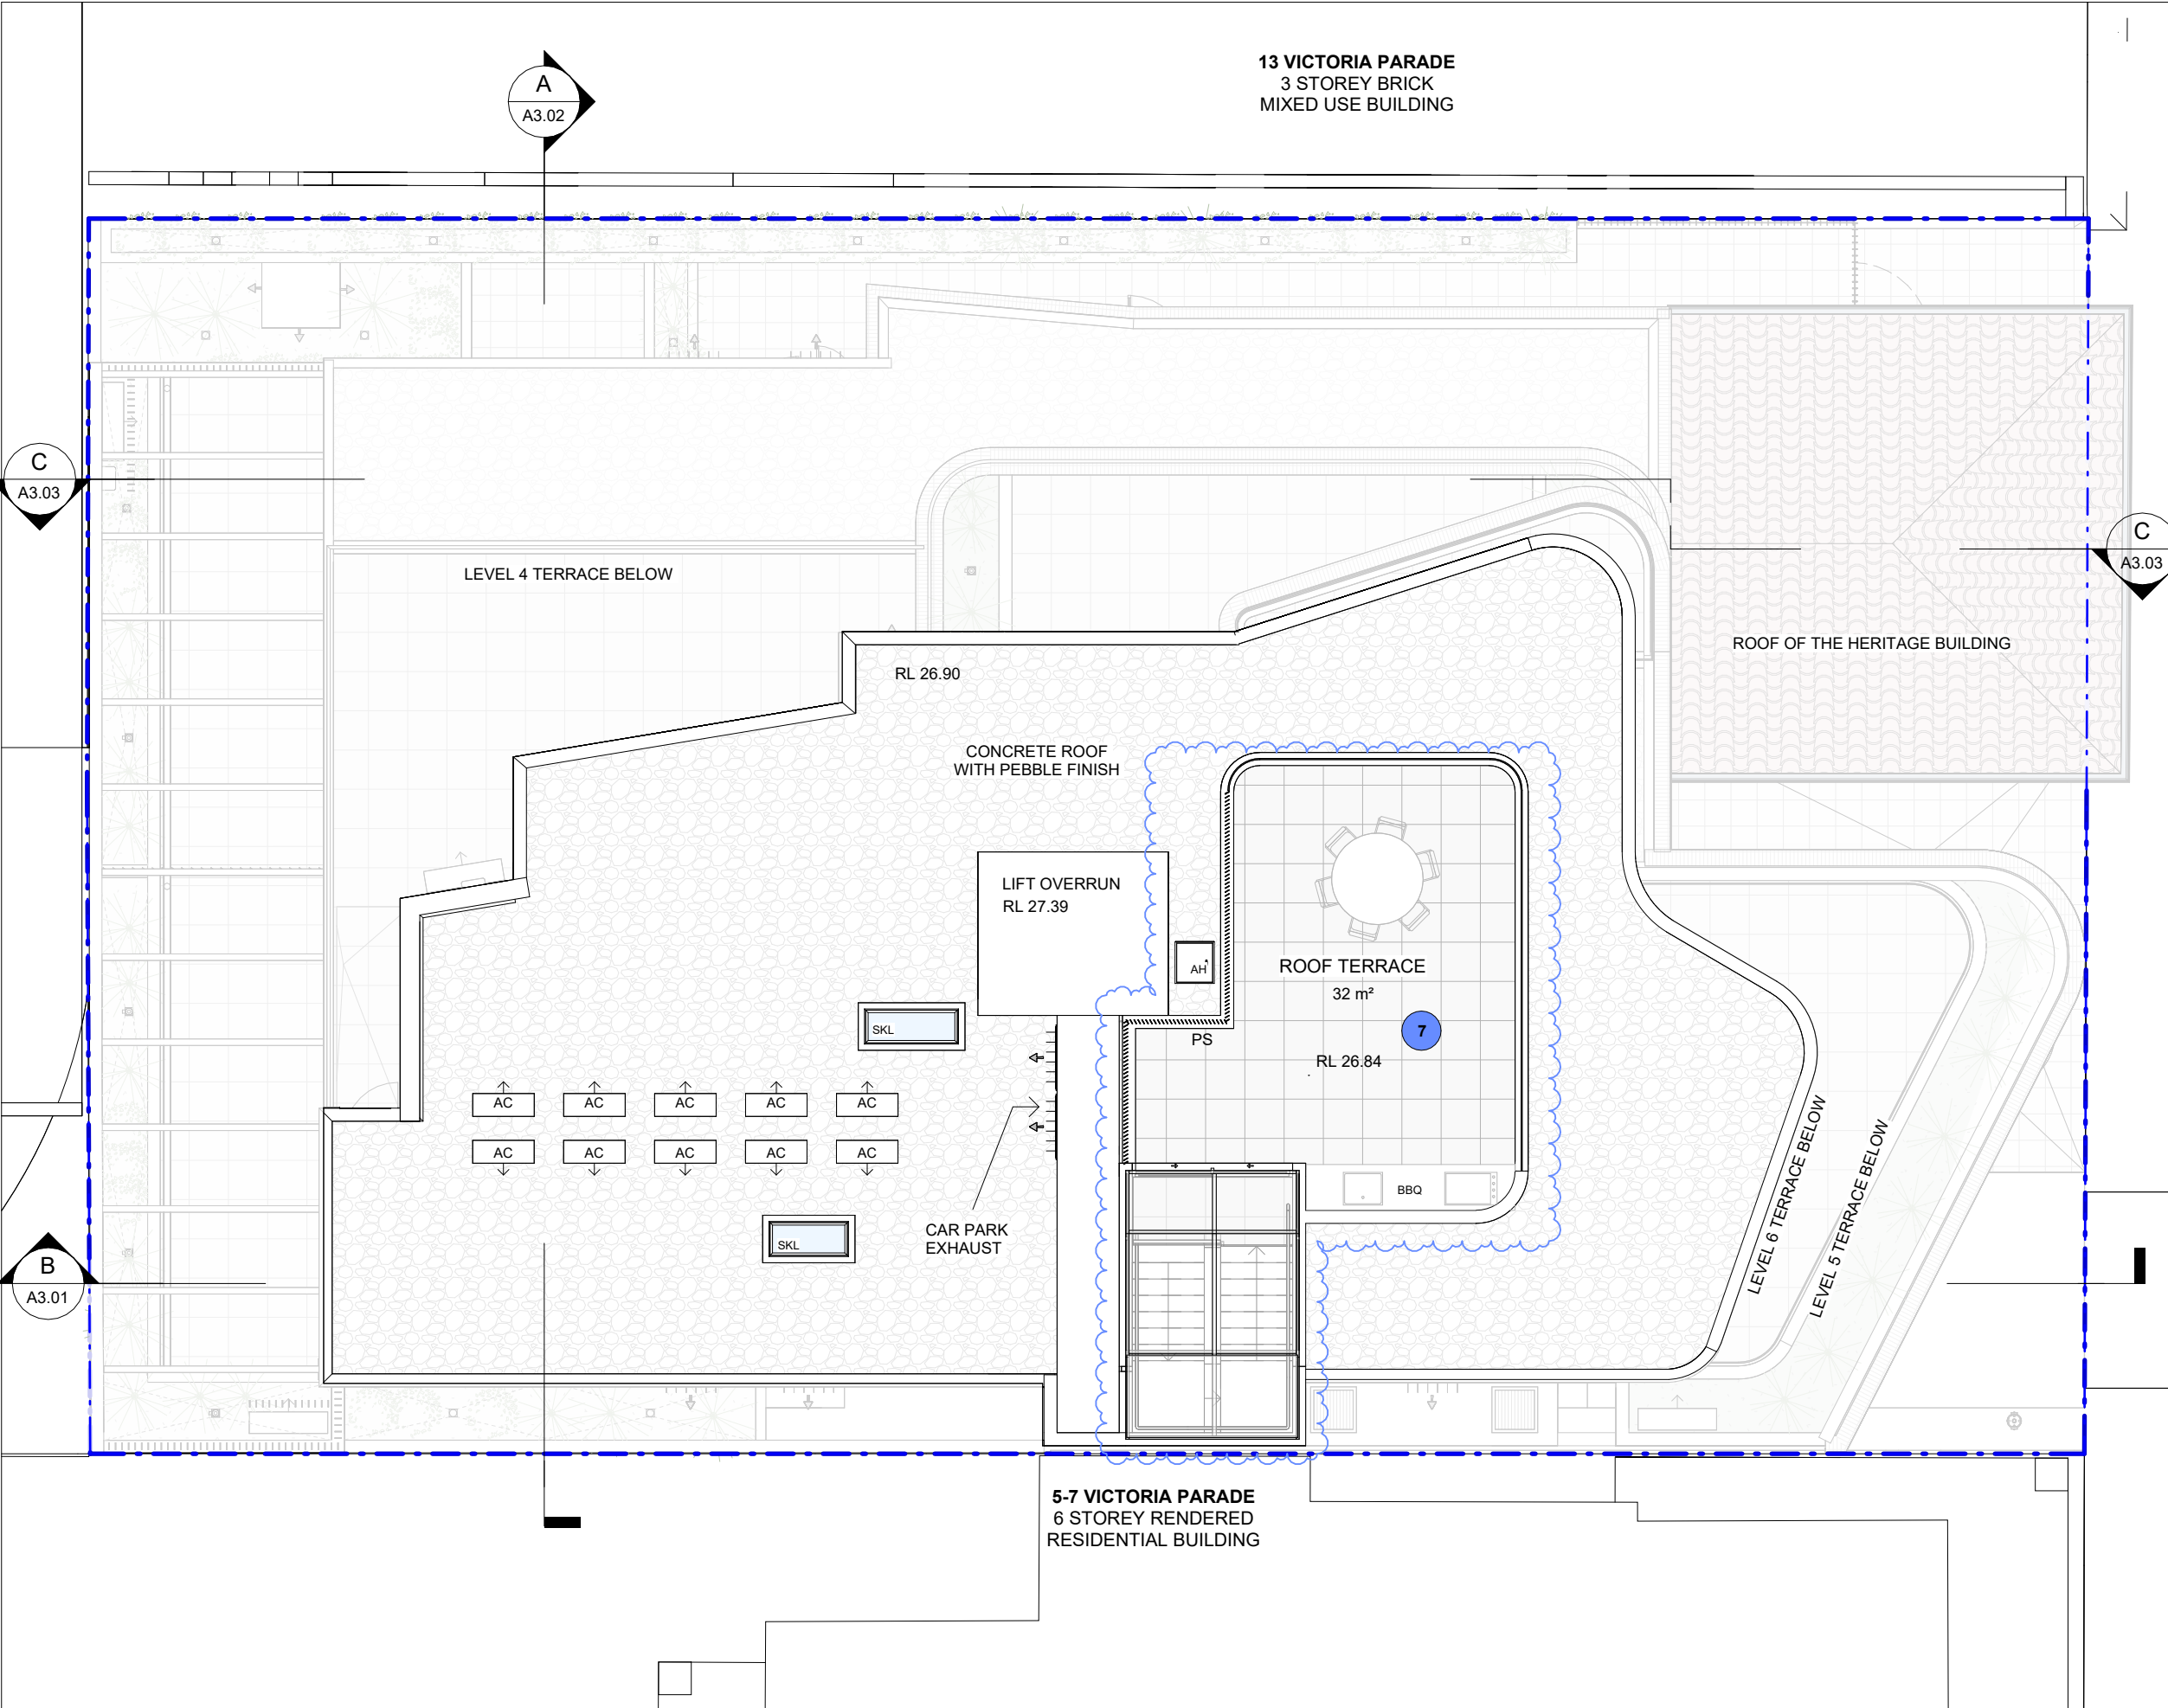 13 VICTORIA PARADE
3 STOREY BRICK
MIXED USE BUILDING
A
A3.02
C
A3.03
C
A3.03
LEVEL 4 TERRACE BELOW
ROOF OF THE HERITAGE BUILDING
RL 26.90
CONCRETE ROOF
WITH PEBBLE FINISH
LIFT OVERRUN
RL 27.39
AH
ROOF TERRACE
32 m²
7
SKL
PS
RL 26.84
AC AC AC AC AC
AC AC AC AC AC
BBQ
CAR PARK
EXHAUST
SKL
LEVEL 6 TERRACE BELOW
LEVEL 5 TERRACE BELOW
B
A3.01
5-7 VICTORIA PARADE
6 STOREY RENDERED
RESIDENTIAL BUILDING